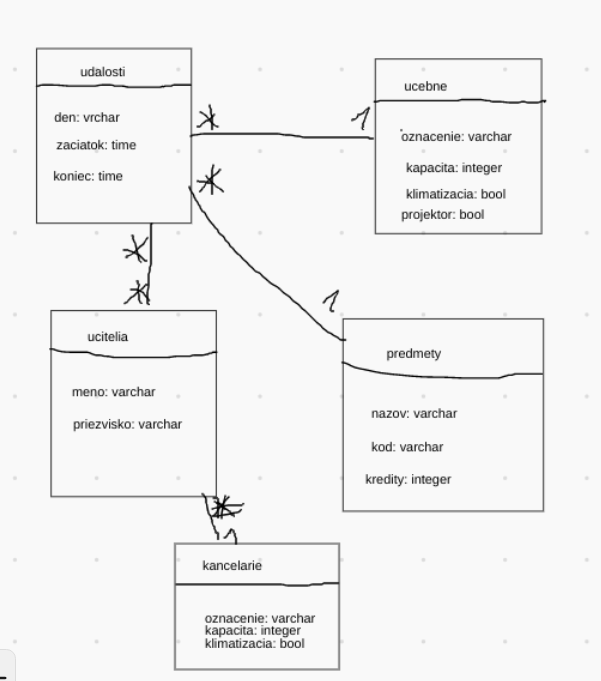 udalosti
den: vrchar
zaciatok: time
koniec: time
*
1
ucebne
oznacenie: varchar
kapacita: integer
klimatizacia: bool
projektor: bool
*
1
*
*
ucitelia
meno: varchar
priezvisko: varchar
predmety
nazov: varchar
kod: varchar
kredity: integer
*
1
kancelarie
oznacenie: varchar
kapacita: integer
klimatizacia: bool